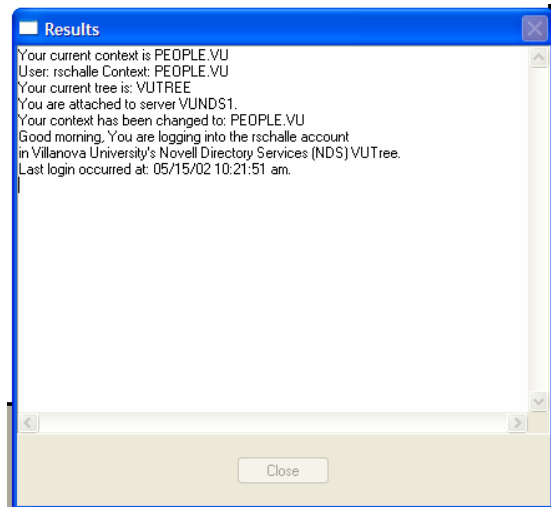 Results
Your current context is PEOPLE.VU
User: rschalle Context: PEOPLE.VU
Your current tree is: VUTREE
You are attached to server VUNDS1.
Your context has been changed to: PEOPLE.VU
Good morning, You are logging into the rschalle account
in Villanova University's Novell Directory Services (NDS) VUTree.
Last login occurred at: 05/15/02 10:21:51 am.
Close